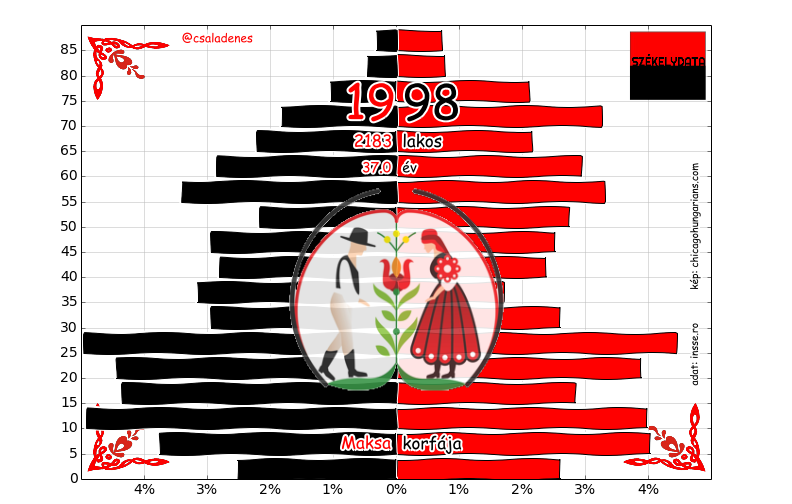 @csaladenes
SZÉKELYDATA
1998
2183 lakos
37.0 év
kép: chicagohungarians.com
adat: insse.ro
Maksa korfája
85
80
75
70
65
60
55
50
45
40
35
30
25
20
15
10
5
0
4% 3% 2% 1% 0% 1% 2% 3% 4%